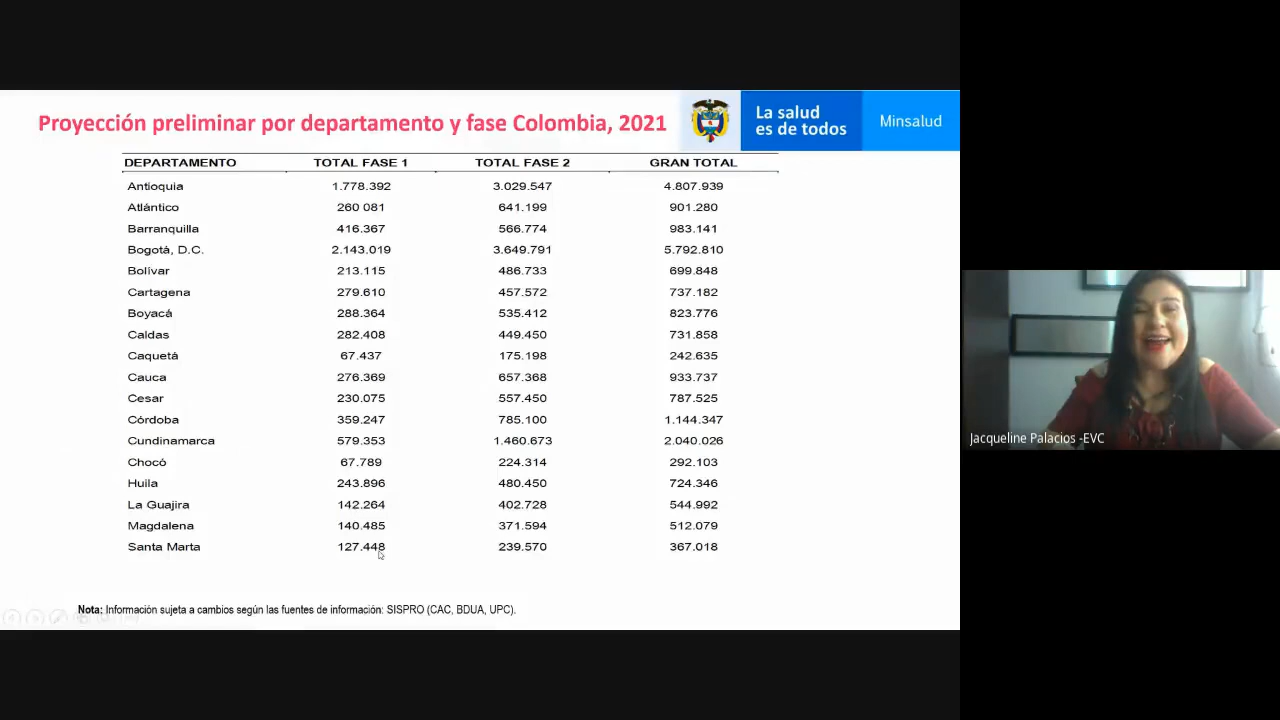 Proyección preliminar por departamento y fase Colombia, 2021
La salud
es de todos
Minsalud
DEPARTAMENTO TOTAL FASE 1 TOTAL FASE 2 GRAN TOTAL
Antioquia 1.778.392 3.029.547 4.807.939
Atlántico 260 081 641.199 901.280
Barranquilla 416.367 566.774 983.141
Bogotá, D.C. 2.143.019 3.649.791 5.792.810
Bolívar 213.115 486.733 699.848
Cartagena 279.610 457.572 737.182
Boyacá 288.364 535.412 823.776
Caldas 282.408 449.450 731.858
Caquetá 67.437 175.198 242.635
Cauca 276.369 657.368 933.737
Cesar 230.075 557.450 787.525
Córdoba 359.247 785.100 1.144.347
Cundinamarca 579.353 1.460.673 2.040.026
Chocó 67.789 224.314 292.103
Huila 243.896 480.450 724.346
La Guajira 142.264 402.728 544.992
Magdalena 140.485 371.594 512.079
Santa Marta 127.448 239.570 367.018
Nota: Información sujeta a cambios según las fuentes de información: SISPRO (CAC, BDUA, UPC).
Jacqueline Palacios -EVC